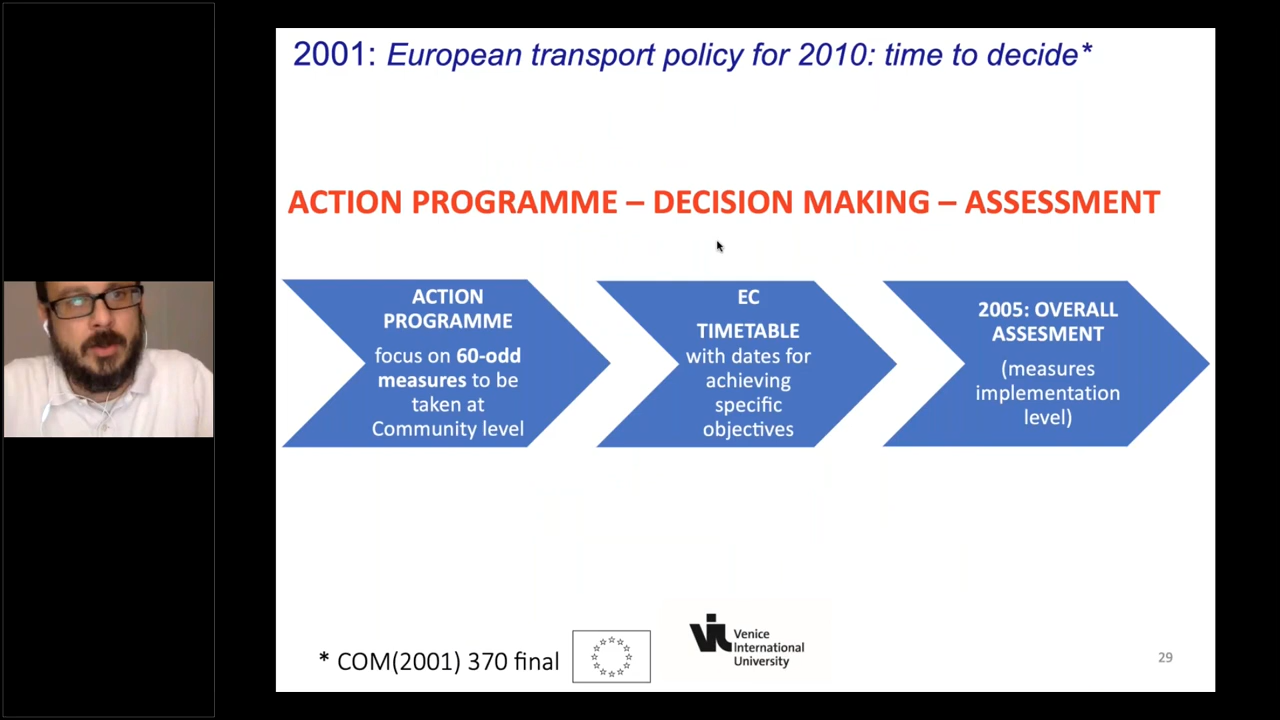 2001: European transport policy for 2010: time to decide*
ACTION PROGRAMME – DECISION MAKING – ASSESSMENT
ACTION
PROGRAMME
focus on 60-odd
measures to be
taken at
Community level
EC
TIMETABLE
with dates for
achieving
specific
objectives
2005: OVERALL
ASSESMENT
(measures
implementation
level)
* COM(2001) 370 final
VIU
Venice
International
University
29